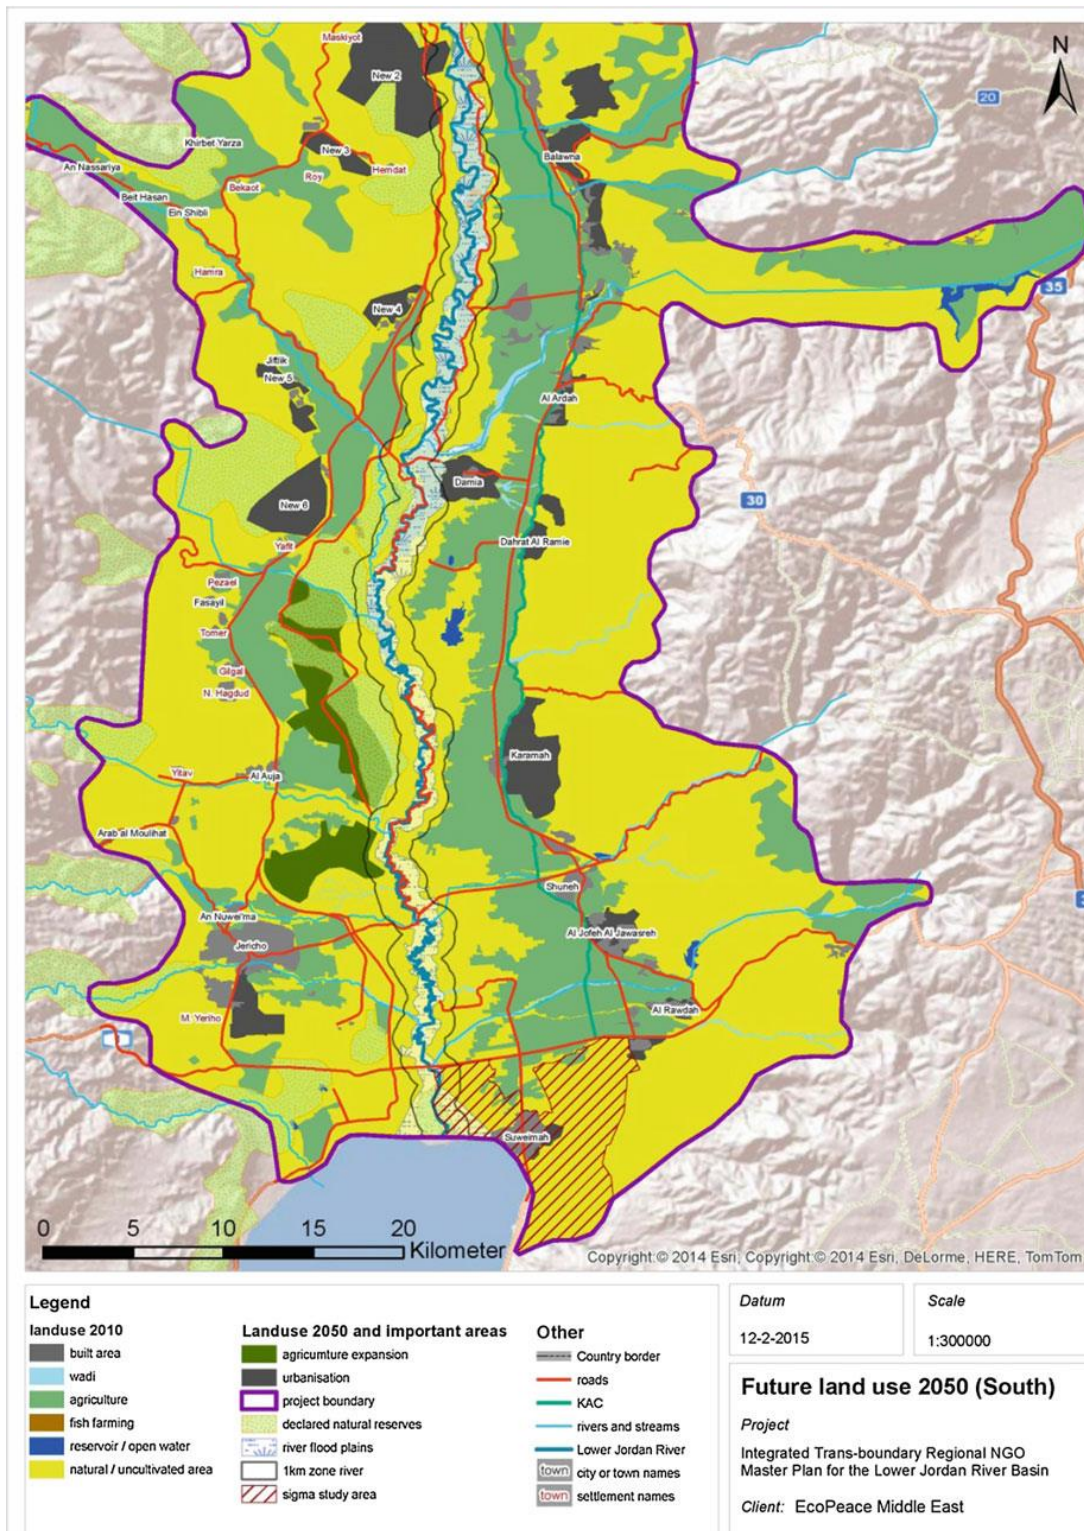 Maskiyot
N
New 2
20
Khirbet Yarza
New 3
Balawna
An Nassariya
Roy
Hemdat
Bekaot
Beit Hasan
Ein Shibli
Hamra
35
New 4
Jiftlik
New 5
Al Ardah
Damia
30
New 6
Dahrat Al Ramie
Yafit
Pezael
Fasayil
Tomer
Gilgal
N. Hagdud
Karamah
Yitav
Al Auja
Arab al Moulihat
Shuneh
An Nuwei'ma
Al Jofeh Al Jawasreh
Jericho
Al Rawdah
M. Yeriho
Suweimah
0 5 10 15 20
Kilometer
Copyright:© 2014 Esri, Copyright:© 2014 Esri, DeLorme, HERE, TomTom
Legend
landuse 2010
built area
wadi
agriculture
fish farming
reservoir / open water
natural / uncultivated area
Landuse 2050 and important areas
agricumture expansion
urbanisation
project boundary
declared natural reserves
river flood plains
1km zone river
sigma study area
Other
Country border
roads
KAC
rivers and streams
Lower Jordan River
town city or town names
town settlement names
Datum
12-2-2015
Scale
1:300000
Future land use 2050 (South)
Project
Integrated Trans-boundary Regional NGO
Master Plan for the Lower Jordan River Basin
Client: EcoPeace Middle East